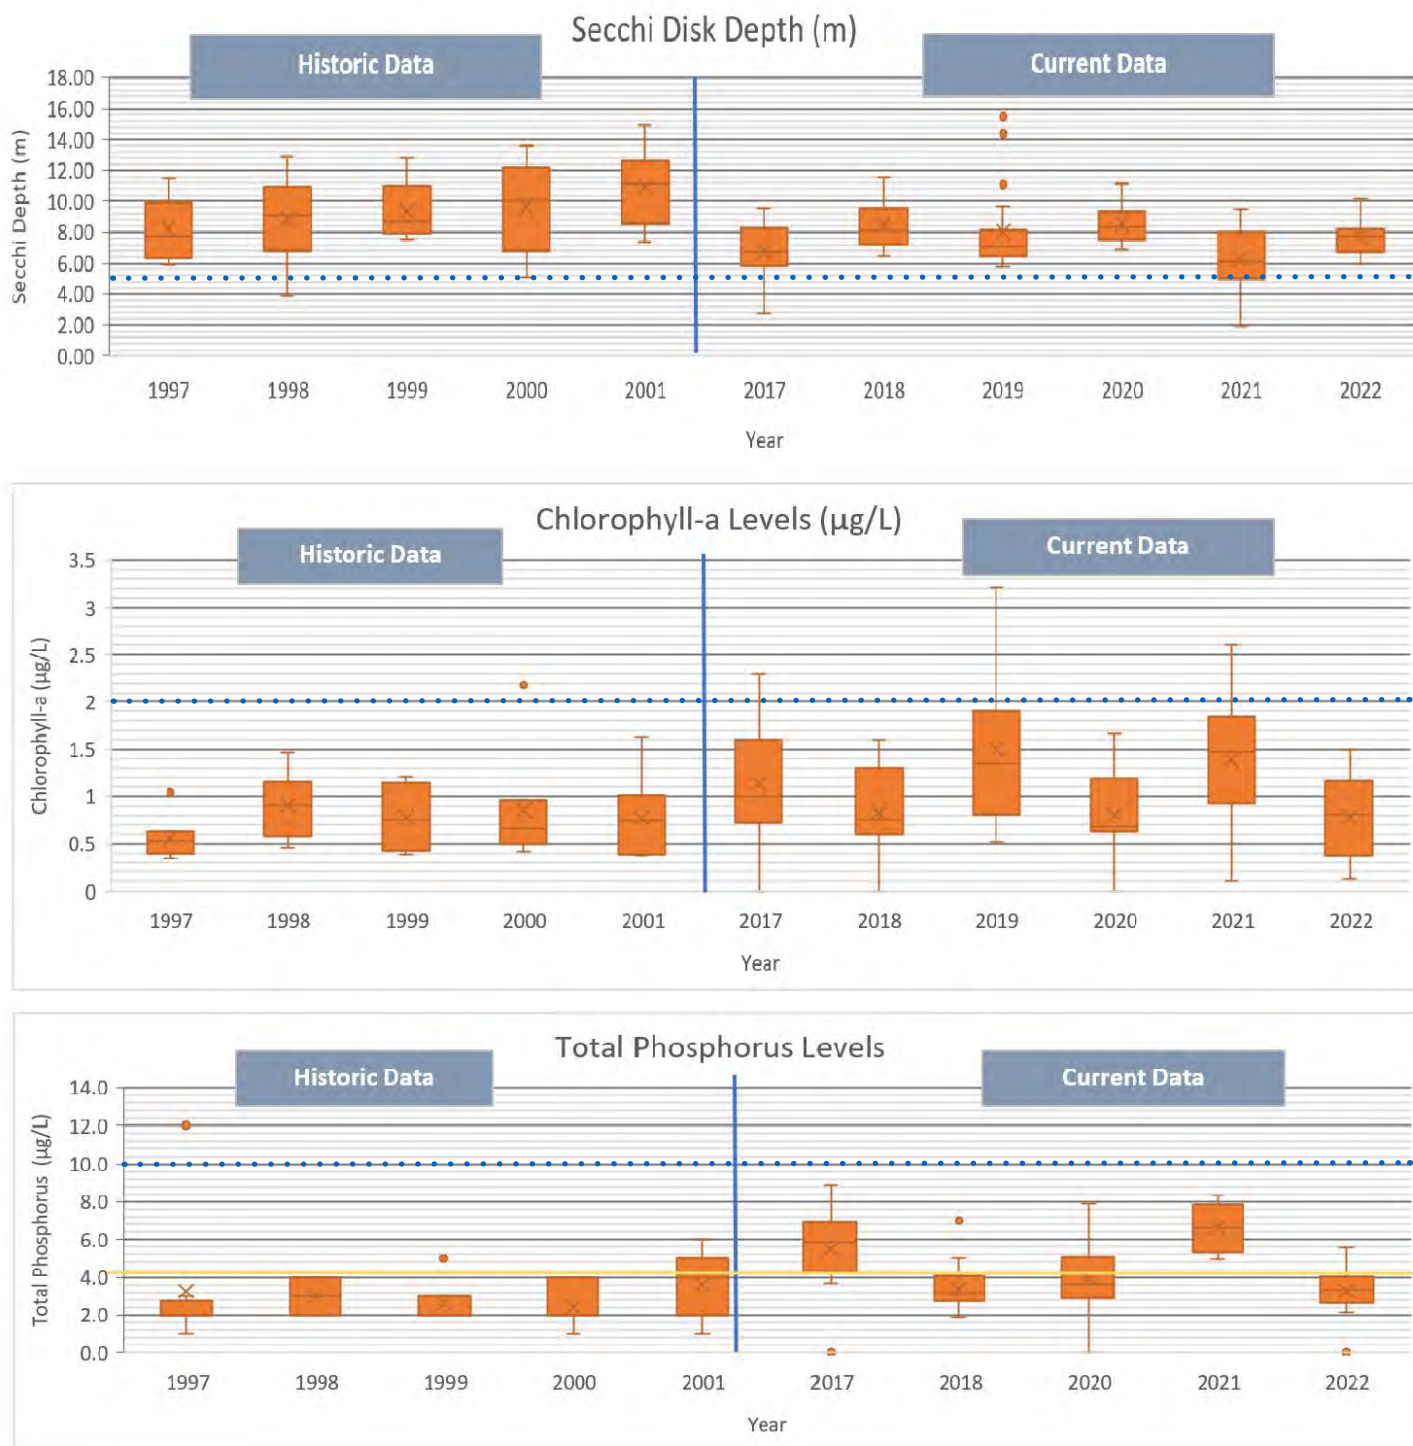 Secchi Disk Depth (m)
Historic Data
Current Data
Secchi Depth (m)
18.00
16.00
14.00
12.00
10.00
8.00
6.00
4.00
2.00
0.00
1997 1998 1999 2000 2001 2017 2018 2019 2020 2021 2022
Year
Chlorophyll-a Levels (µg/L)
Historic Data
Current Data
Chlorophyll-a (µg/L)
3.5
3
2.5
2
1.5
1
0.5
0
1997 1998 1999 2000 2001 2017 2018 2019 2020 2021 2022
Year
Total Phosphorus Levels
Historic Data
Current Data
Total Phosphorus (µg/L)
14.0
12.0
10.0
8.0
6.0
4.0
2.0
0.0
1997 1998 1999 2000 2001 2017 2018 2020 2021 2022
Year